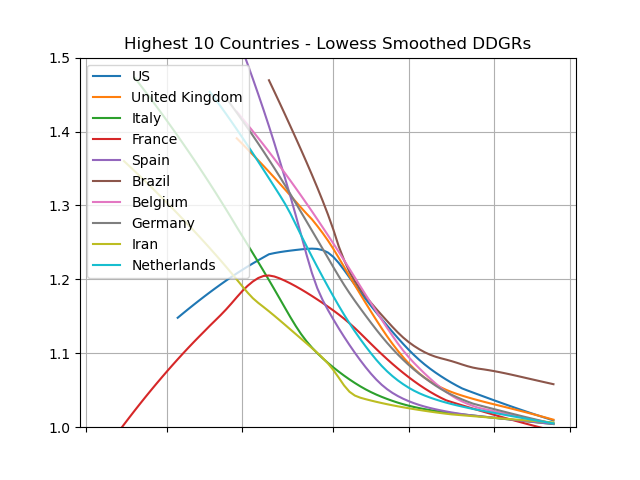 Highest 10 Countries - Lowess Smoothed DDGRs
1.5
1.4
1.3
1.2
1.1
1.0
US
United Kingdom
Italy
France
Spain
Brazil
Belgium
Germany
Iran
Netherlands